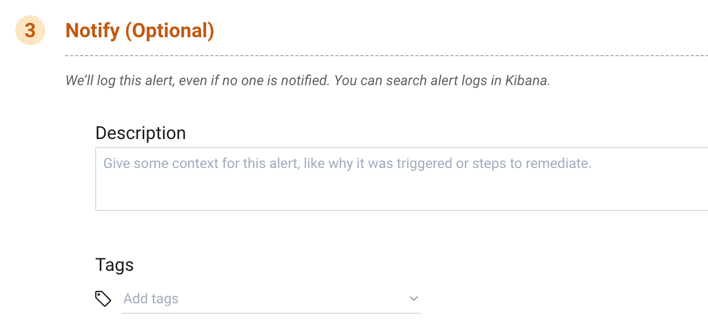 3 Notify (Optional)
We'll log this alert, even if no one is notified. You can search alert logs in Kibana.
Description
Give some context for this alert, like why it was triggered or steps to remediate.
Tags
Add tags